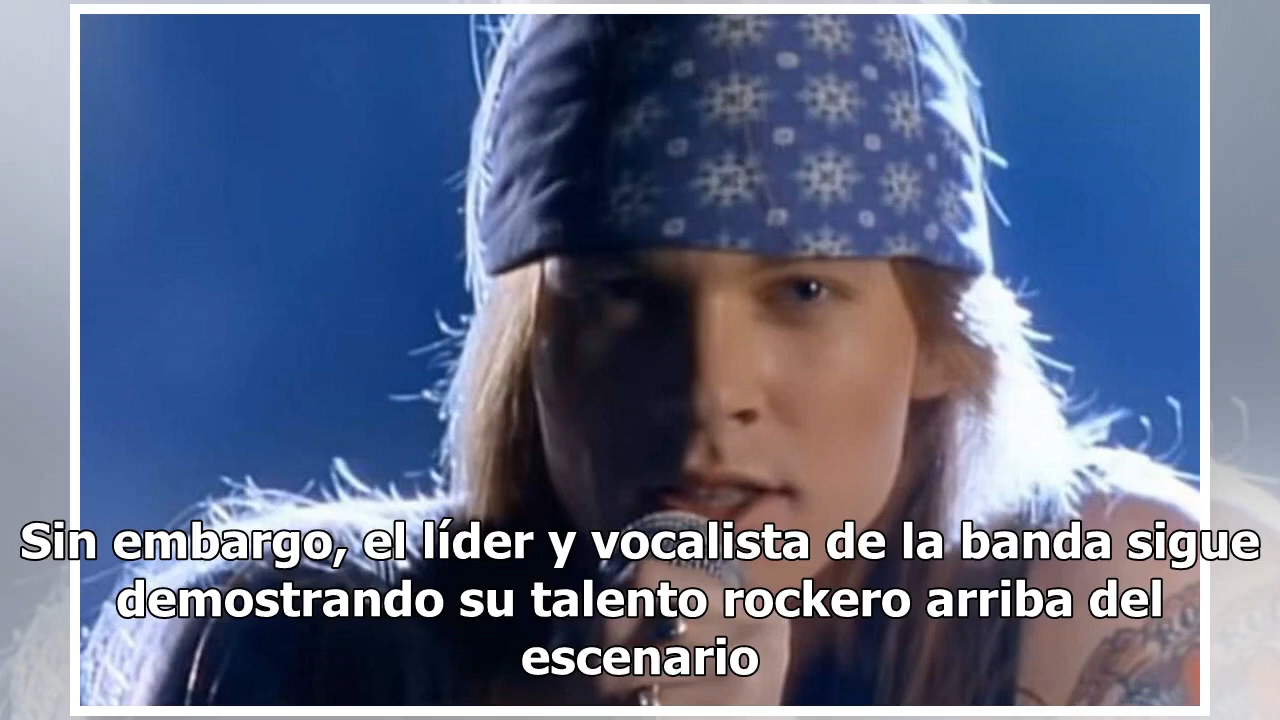 Sin embargo, el líder y vocalista de la banda sigue
demostrando su talento rockero arriba del
escenario